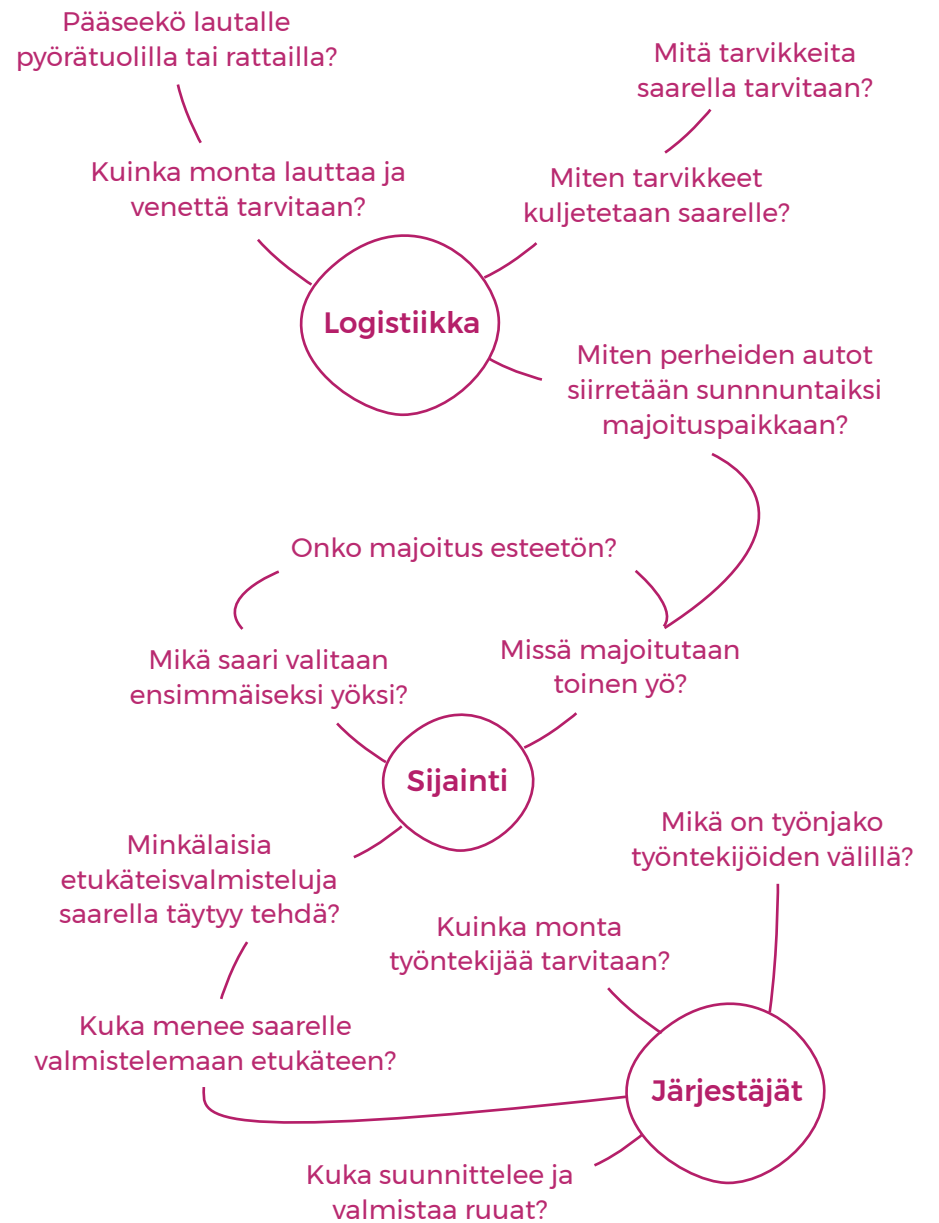 Pääseekö lautalle
pyörätuolilla tai rattailla?
Mitä tarvikkeita
saarella tarvitaan?
Kuinka monta lauttaa ja
venettä tarvitaan?
Miten tarvikkeet
kuljetetaan saarelle?
Logistiikka
Miten perheiden autot
siirretään sunnnuntaiksi
majoituspaikkaan?
Onko majoitus esteetön?
Mikä saari valitaan
ensimmäiseksi yöksi?
Missä majoitutaan
toinen yö?
Sijainti
Minkälaisia
etukäteisvalmisteluja
saarella täytyy tehdä?
Mikä on työnjako
työntekijöiden välillä?
Kuinka monta
työntekijää tarvitaan?
Kuka menee saarelle
valmistelemaan etukäteen?
Järjestäjät
Kuka suunnittelee ja
valmistaa ruuat?